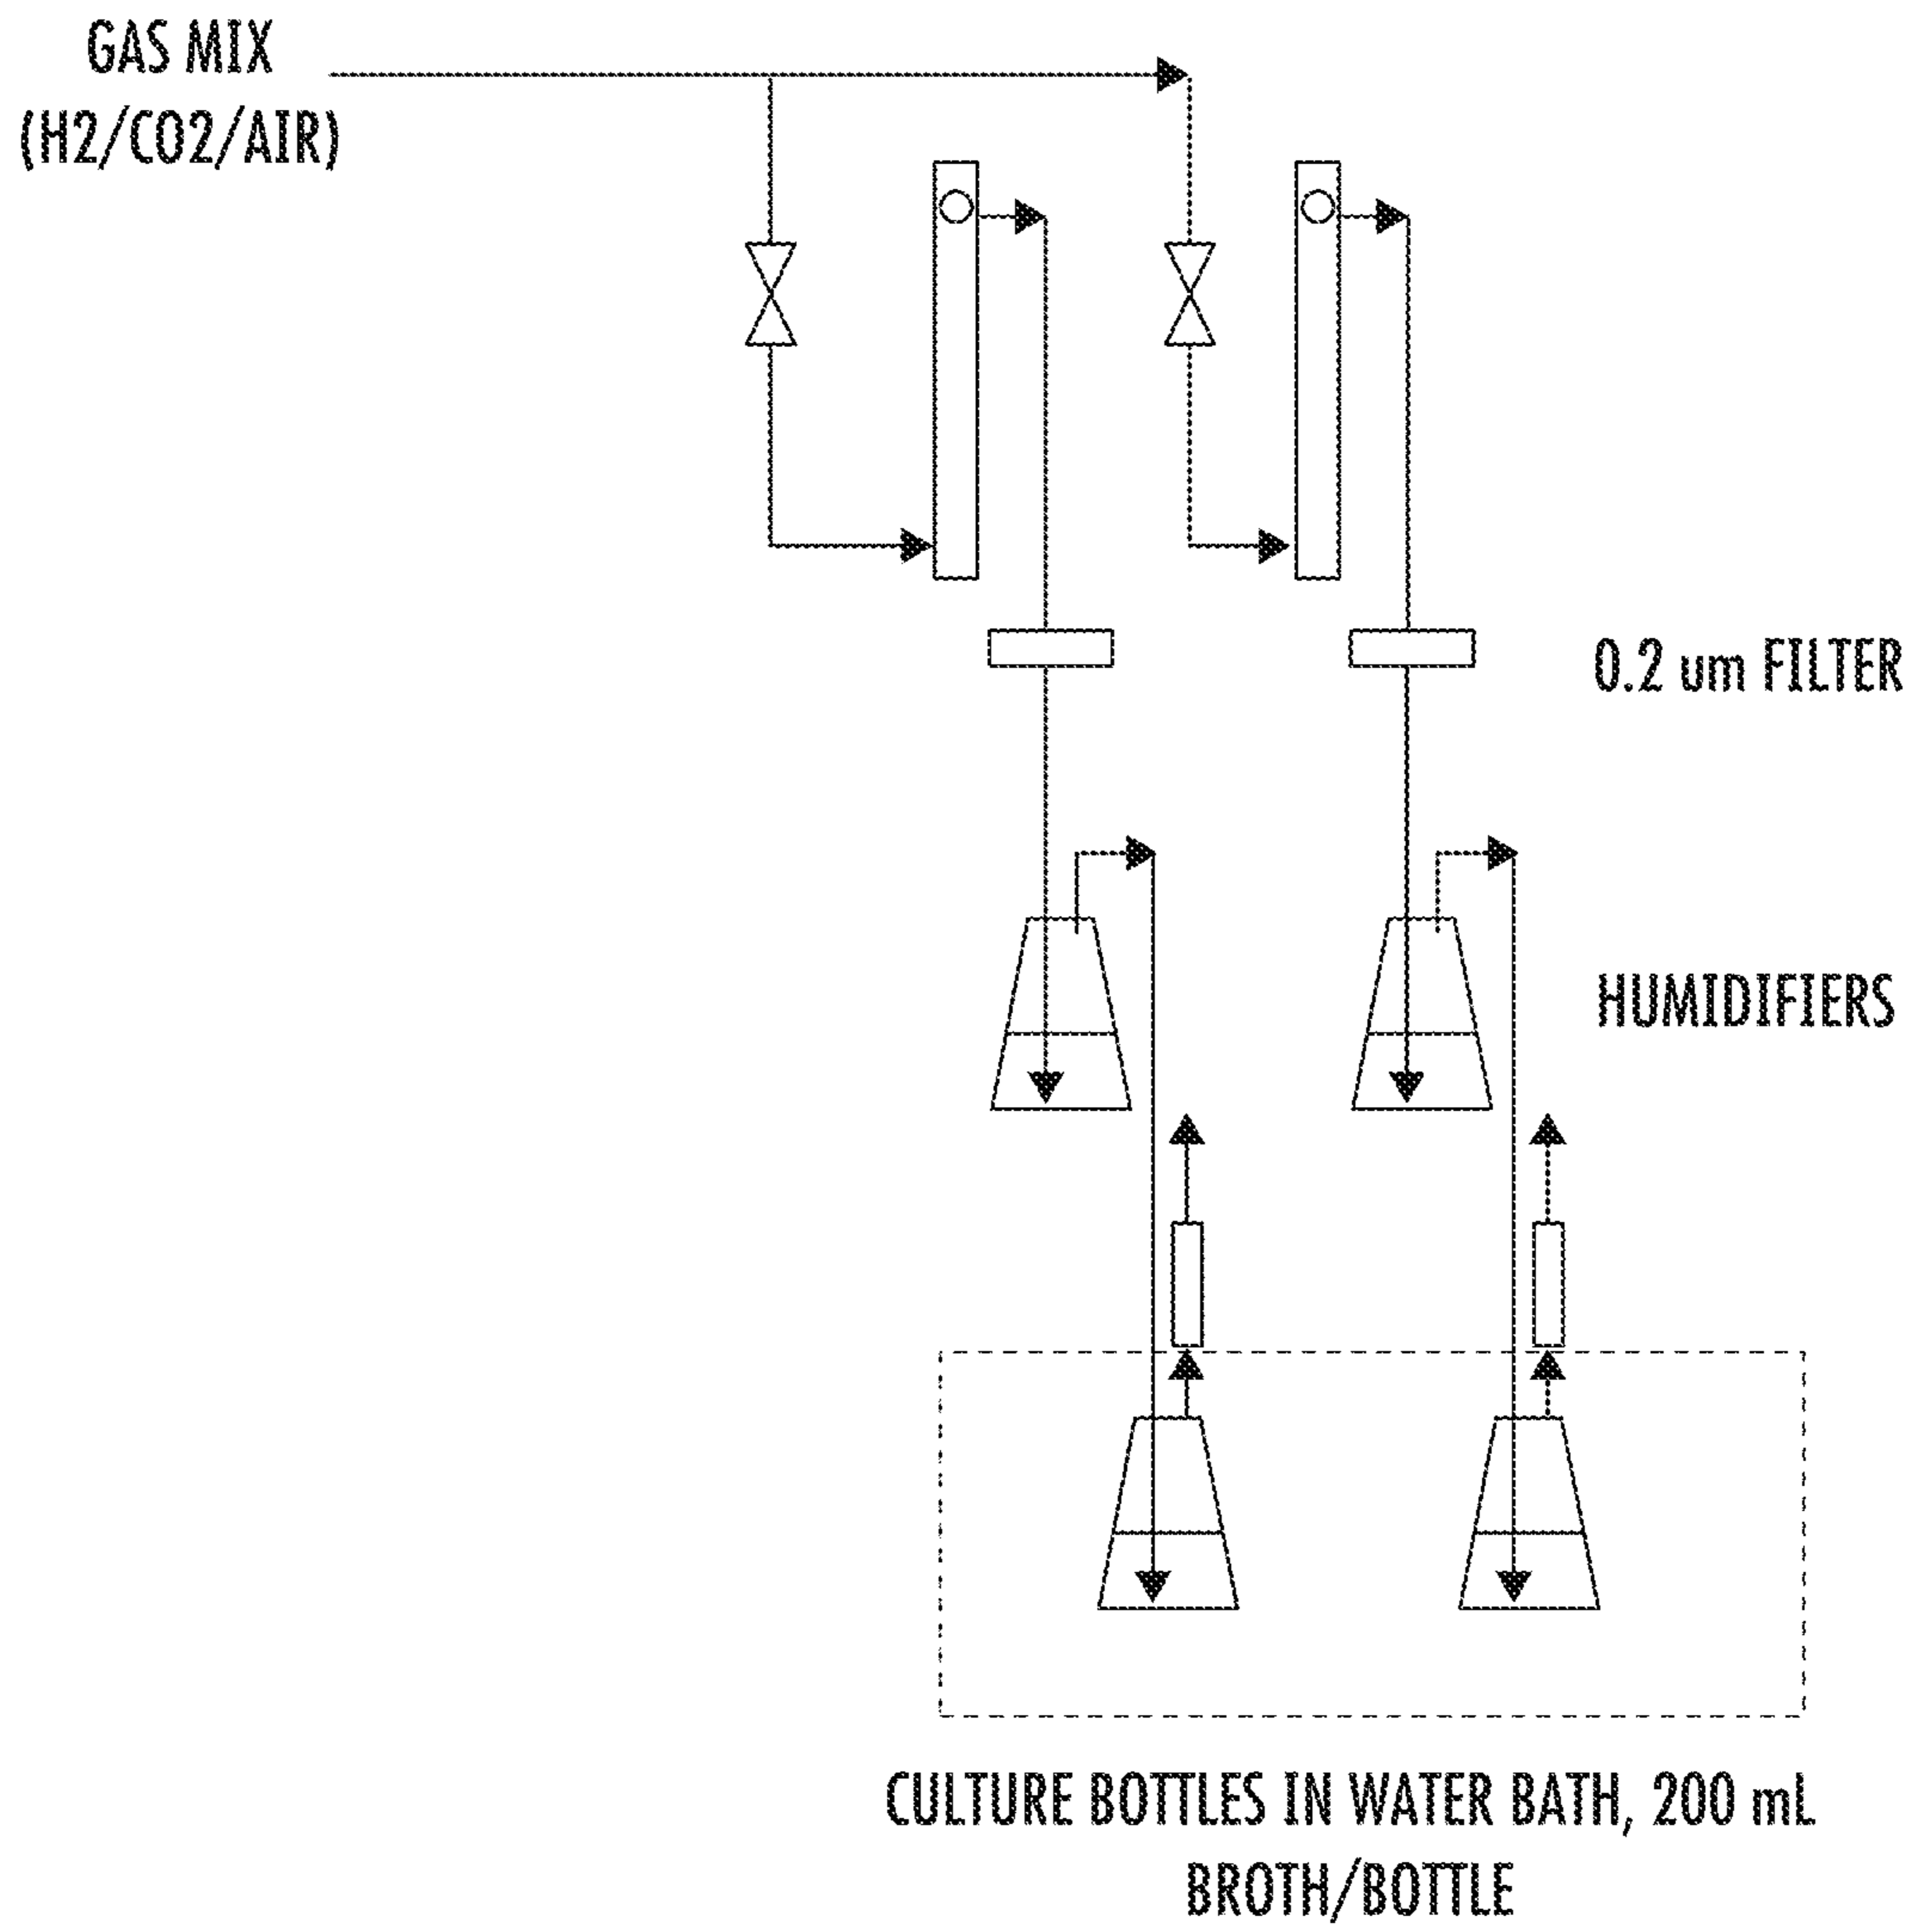 GAS MIX
(H2/CO2/AIR)
0.2 um FILTER
HUMIDIFIERS
CULTURE BOTTLES IN WATER BATH, 200 mL
BROTH/BOTTLE